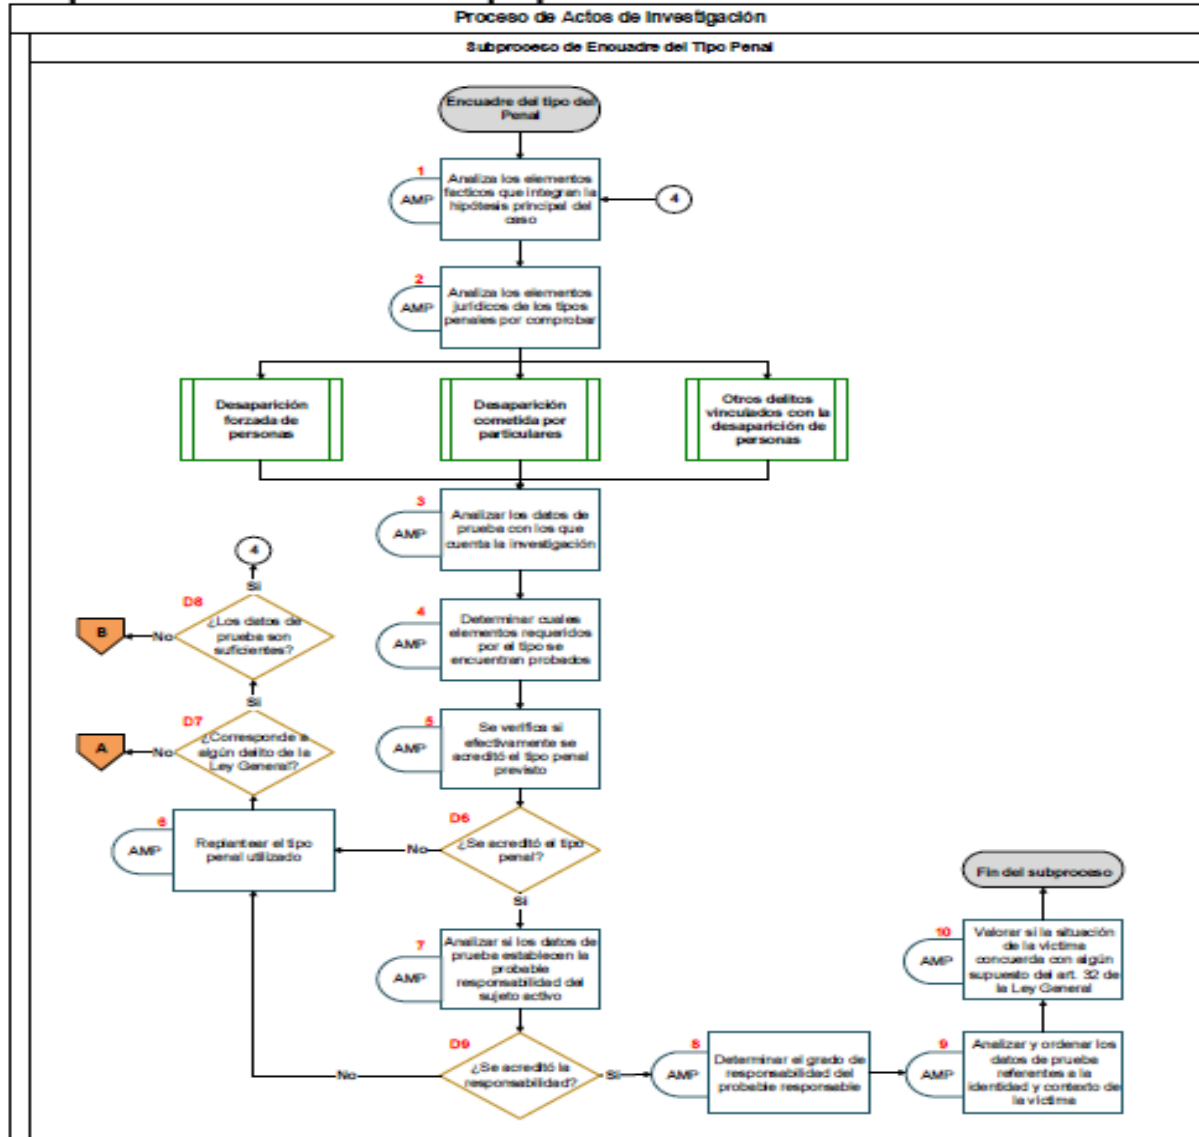 Proceso de Actos de Investigación
Subproceso de Encuadre del Tipo Penal
Encuadre del tipo del
Penal
1
AMP
Analiza los elementos
facticos que integran la
hipótesis principal del
caso
4
2
AMP
Analiza los elementos
jurídicos de los tipos
penales por comprobar
Desaparición
forzada de
personas
Desaparición
cometida por
particulares
Otros delitos
vinculados con la
desaparición de
personas
3
AMP
Analizar los datos de
prueba con los que
cuenta la investigación
4
Si
D8
¿Los datos de
prueba son
suficientes?
No
B
4
AMP
Determinar cuales
elementos requeridos
por el tipo se
encuentran probados
Si
D7
¿Corresponde a
algún delito de la
Ley General?
No
A
5
AMP
Se verifica si
efectivamente se
acreditó el tipo penal
previsto
6
AMP
Replantear el tipo
penal utilizado
No
D6
¿Se acreditó el tipo
penal?
Si
7
AMP
Analizar si los datos de
prueba establecen la
probable
responsabilidad del
sujeto activo
D9
¿Se acreditó la
responsabilidad?
No
Si
8
AMP
Determinar el grado de
responsabilidad del
probable responsable
9
AMP
Analizar y ordenar los
datos de prueba
referentes a la
identidad y contexto de
la víctima
10
AMP
Valorar si la situación
de la víctima
concuerda con algún
supuesto del art. 32 de
la Ley General
Fin del subproceso